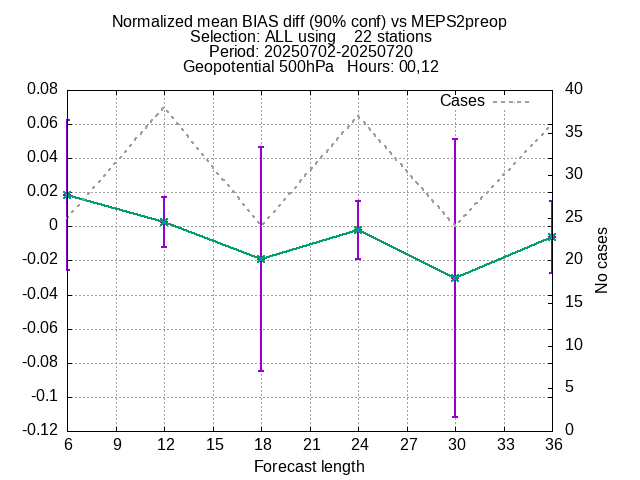 Normalized mean BIAS diff (90% conf) vs MEPS2preop
Selection: ALL using    22 stations
Period: 20250702-20250720
Geopotential 500hPa   Hours: 00,12
Cases
0.08
0.06
0.04
0.02
0
-0.02
-0.04
-0.06
-0.08
-0.1
-0.12
40
35
30
25
20
15
10
5
0
No cases
6 9 12 15 18 21 24 27 30 33 36
Forecast length